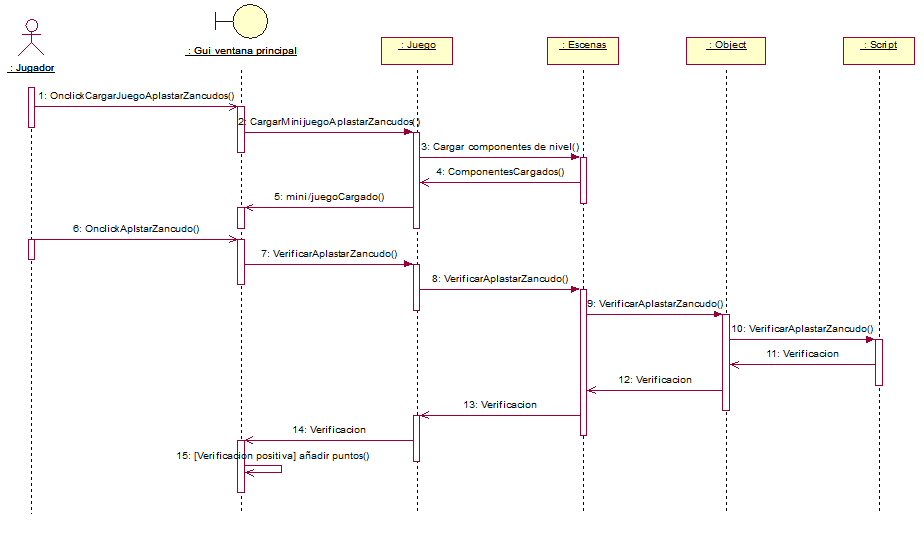 : Jugador
: Gui ventana principal
: Juego
: Escenas
: Object
: Script
1: OnclickCargarJuegoAplastarZancudos()
2: CargarMinijuegoAplastarZancudos()
3: Cargar componentes de nivel()
4: ComponentesCargados()
5: mini/juegoCargado()
6: OnclickAplstarZancudo()
7: VerificarAplastarZancudo()
8: VerificarAplastarZancudo()
9: VerificarAplastarZancudo()
10: VerificarAplastarZancudo()
11: Verificacion
12: Verificacion
13: Verificacion
14: Verificacion
15: [Verificacion positiva] añadir puntos()